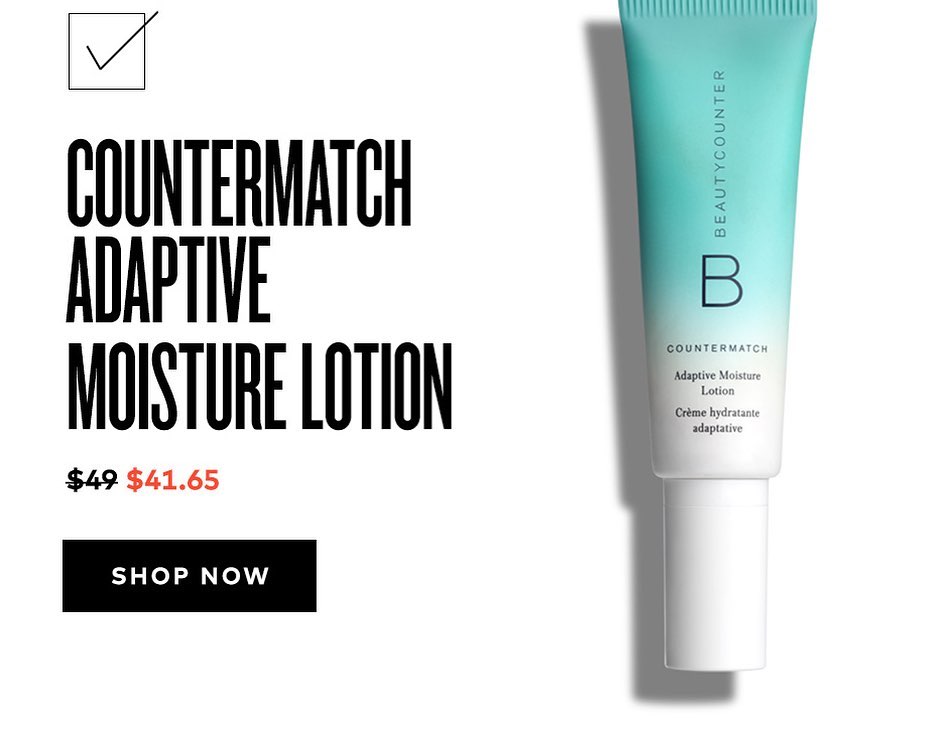 COUNTERMATCH
ADAPTIVE
MOISTURE LOTION
$49 $41.65
SHOP NOW
BEAUTYCOUNTER
B
COUNTERMATCH
Adaptive Moisture
Lotion
Crème hydratante
adaptative